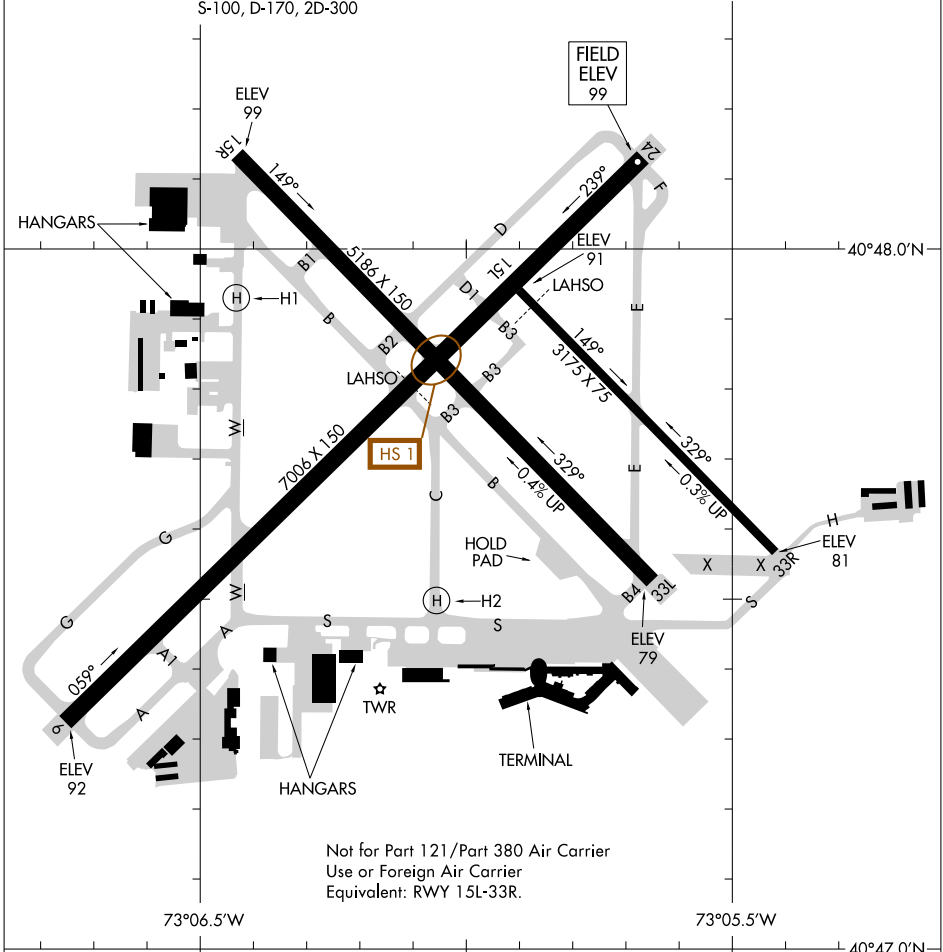 S-100, D-170, 2D-300
FIELD
ELEV
99
ELEV
99
15R
24
149°
239°
F
HANGARS
D
ELEV
91
40°48.0'N
5186 X 150
15L
B1
D1
LAHSO
H
H1
B
B3
E
149°
3175 X 75
B2
LAHSO
B3
B3
W
HS 1
7006 X 150
329°
0.4% UP
329°
0.3% UP
E
B
C
H
G
HOLD
PAD
X
X
33R
ELEV
81
W
H
H2
B4
33L
S
G
A
S
S
ELEV
79
059°
A1
TWR
A
6
TERMINAL
ELEV
92
HANGARS
Not for Part 121/Part 380 Air Carrier
Use or Foreign Air Carrier
Equivalent: RWY 15L-33R.
73°06.5'W
73°05.5'W
40°47.0'N